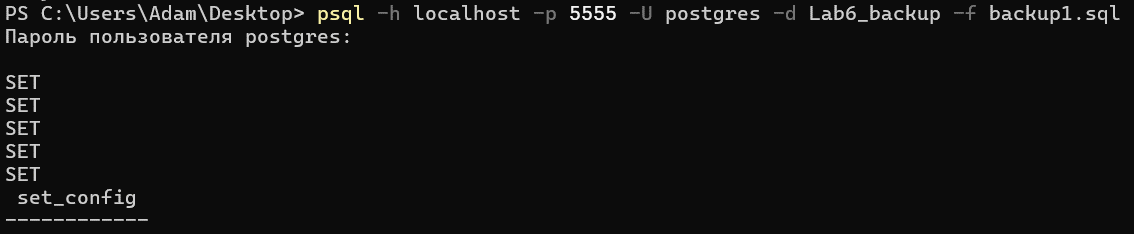 PS C:\Users\Adam\Desktop> psql -h localhost -p 5555 -U postgres -d Lab6_backup -f backup1.sql
Пароль пользователя postgres:
SET
SET
SET
SET
SET
set_config
------------